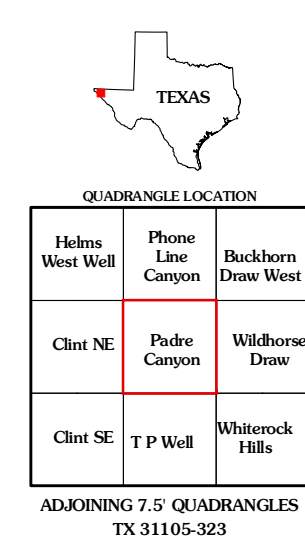 TEXAS
QUADRANGLE LOCATION
Helms
West Well
Phone
Line
Canyon
Buckhorn
Draw West
Clint NE
Padre
Canyon
Wildhorse
Draw
Clint SE
T P Well
Whiterock
Hills
ADJOINING 7.5' QUADRANGLES
TX 31105-323